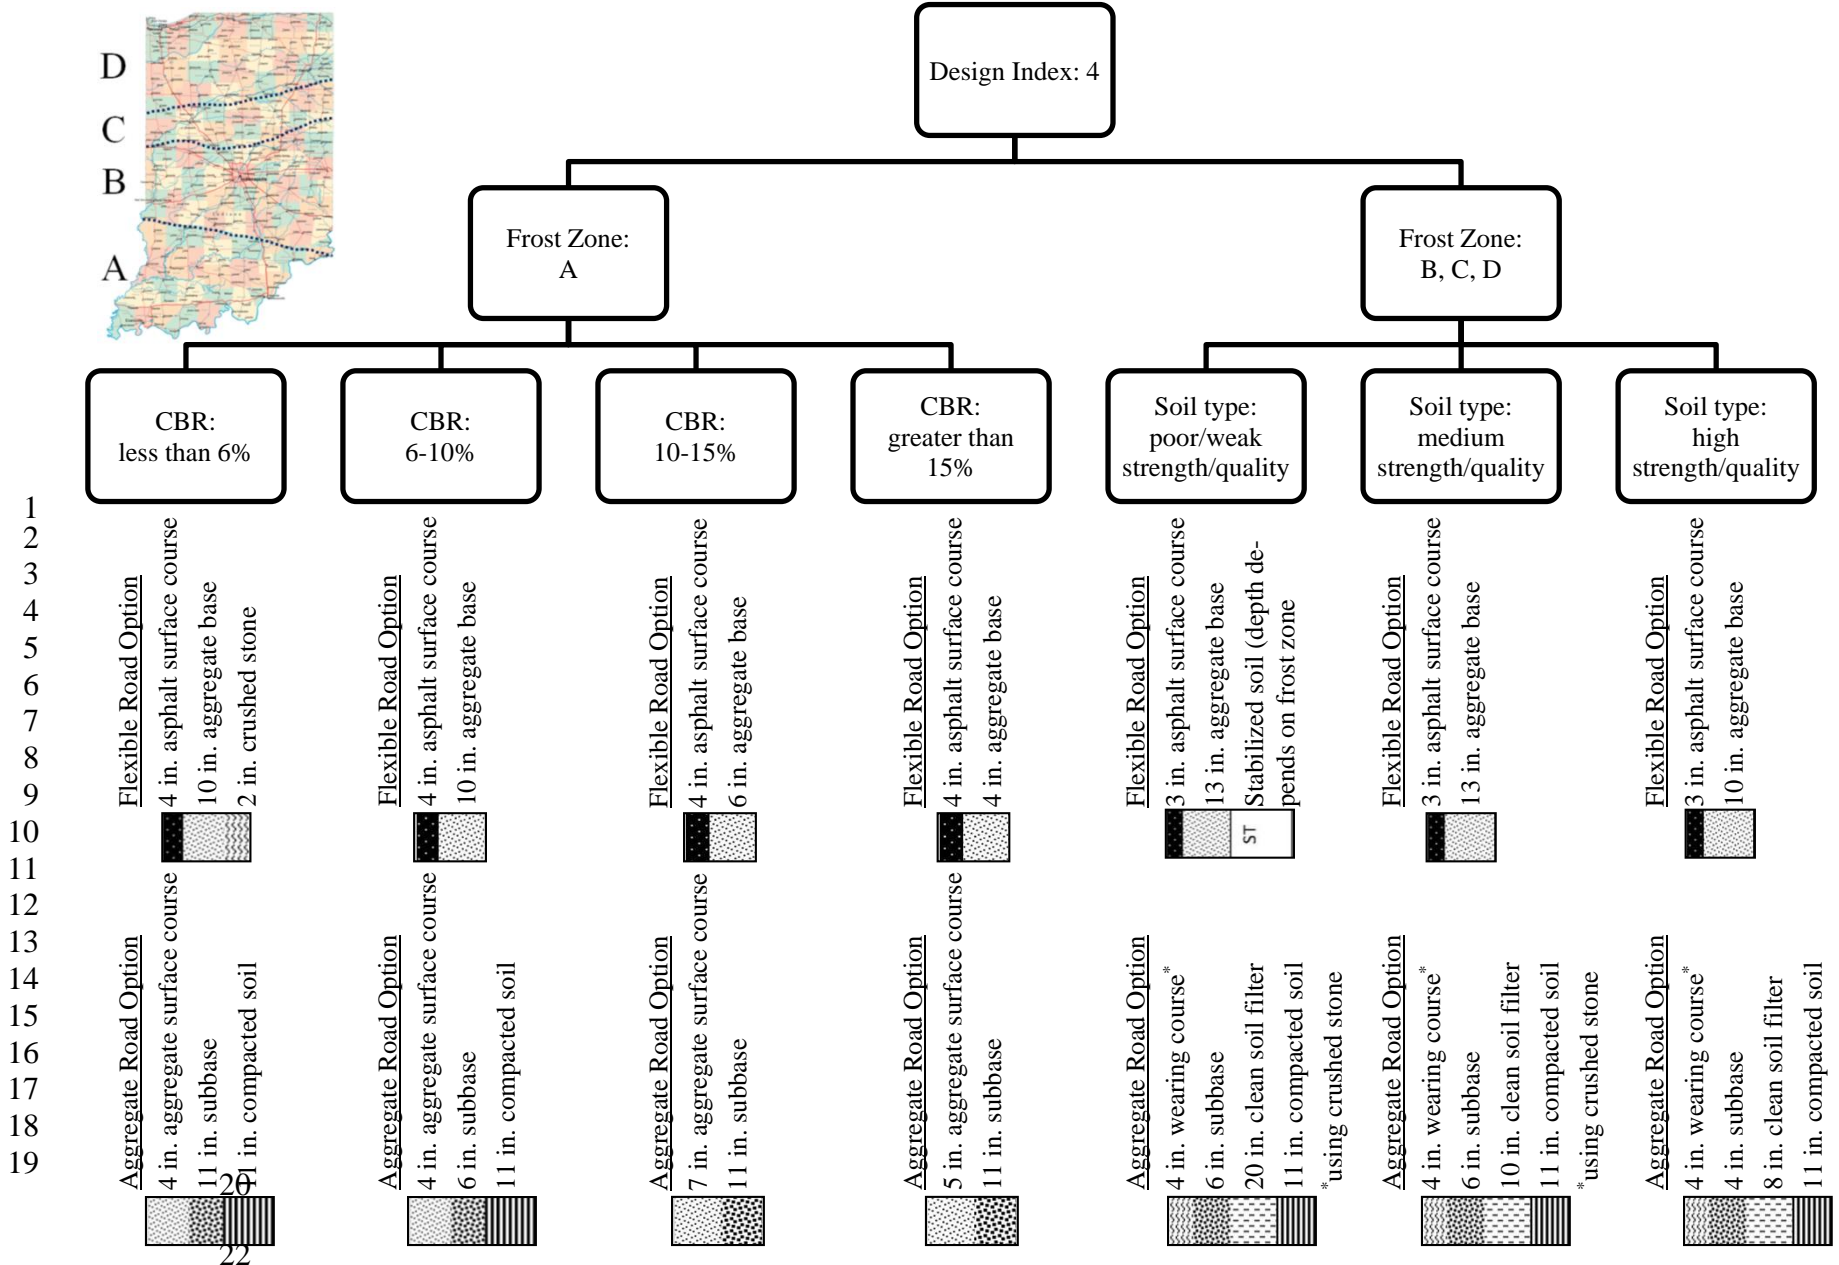 D
C
B
A
Design Index: 4
Frost Zone:
A
Frost Zone:
B, C, D
CBR:
less than 6%
CBR:
6-10%
CBR:
10-15%
CBR:
greater than
15%
Soil type:
poor/weak
strength/quality
Soil type:
medium
strength/quality
Soil type:
high
strength/quality
1
2
3
4
5
6
7
8
9
10
11
12
13
14
15
16
17
18
19
20
22
Flexible Road Option
4 in. asphalt surface course
10 in. aggregate base
2 in. crushed stone
Flexible Road Option
4 in. asphalt surface course
10 in. aggregate base
Flexible Road Option
4 in. asphalt surface course
6 in. aggregate base
Flexible Road Option
4 in. asphalt surface course
4 in. aggregate base
Flexible Road Option
3 in. asphalt surface course
13 in. aggregate base
Stabilized soil (depth de-
pends on frost zone
ST
Flexible Road Option
3 in. asphalt surface course
13 in. aggregate base
Flexible Road Option
3 in. asphalt surface course
10 in. aggregate base
Aggregate Road Option
4 in. aggregate surface course
11 in. subbase
in. compacted soil
Aggregate Road Option
4 in. aggregate surface course
6 in. subbase
11 in. compacted soil
Aggregate Road Option
7 in. aggregate surface course
11 in. subbase
Aggregate Road Option
5 in. aggregate surface course
11 in. subbase
Aggregate Road Option
4 in. wearing course*
6 in. subbase
20 in. clean soil filter
11 in. compacted soil
*using crushed stone
Aggregate Road Option
4 in. wearing course*
6 in. subbase
10 in. clean soil filter
11 in. compacted soil
*using crushed stone
Aggregate Road Option
4 in. wearing course*
4 in. subbase
8 in. clean soil filter
11 in. compacted soil